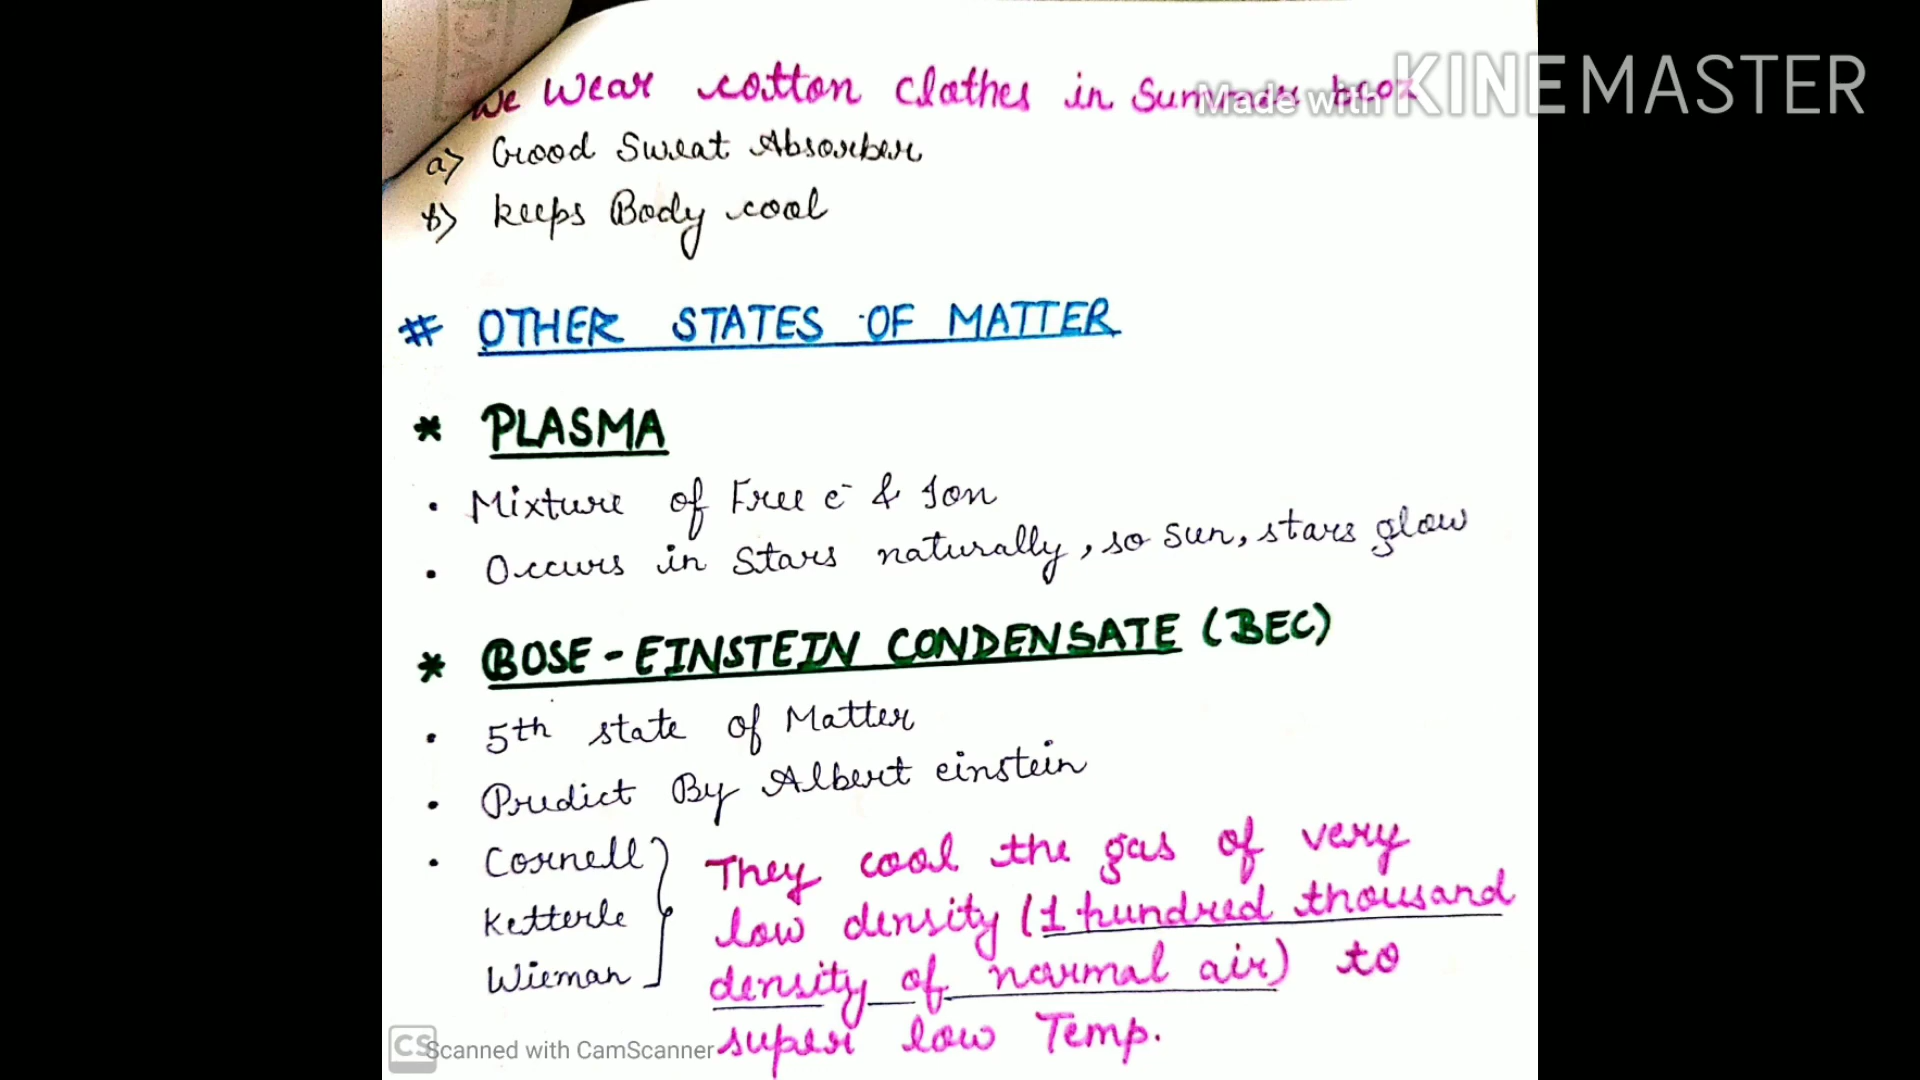 We wear cotton clothes in Summer bcoz
Made with KINEMASTER
a) Good Sweat Absorber
b) keeps Body cool
# OTHER STATES OF MATTER
* PLASMA
• Mixture of Free e⁻ & Ion
• Occurs in Stars naturally, so sun, stars glow
* BOSE-EINSTEIN CONDENSATE (BEC)
• 5th state of Matter
• Predict By Albert einstein
• Cornell
Ketterle
Wieman
They cool the gas of very
low density (1 hundred thousand
density of normal air) to
super low Temp.
CS Scanned with CamScanner